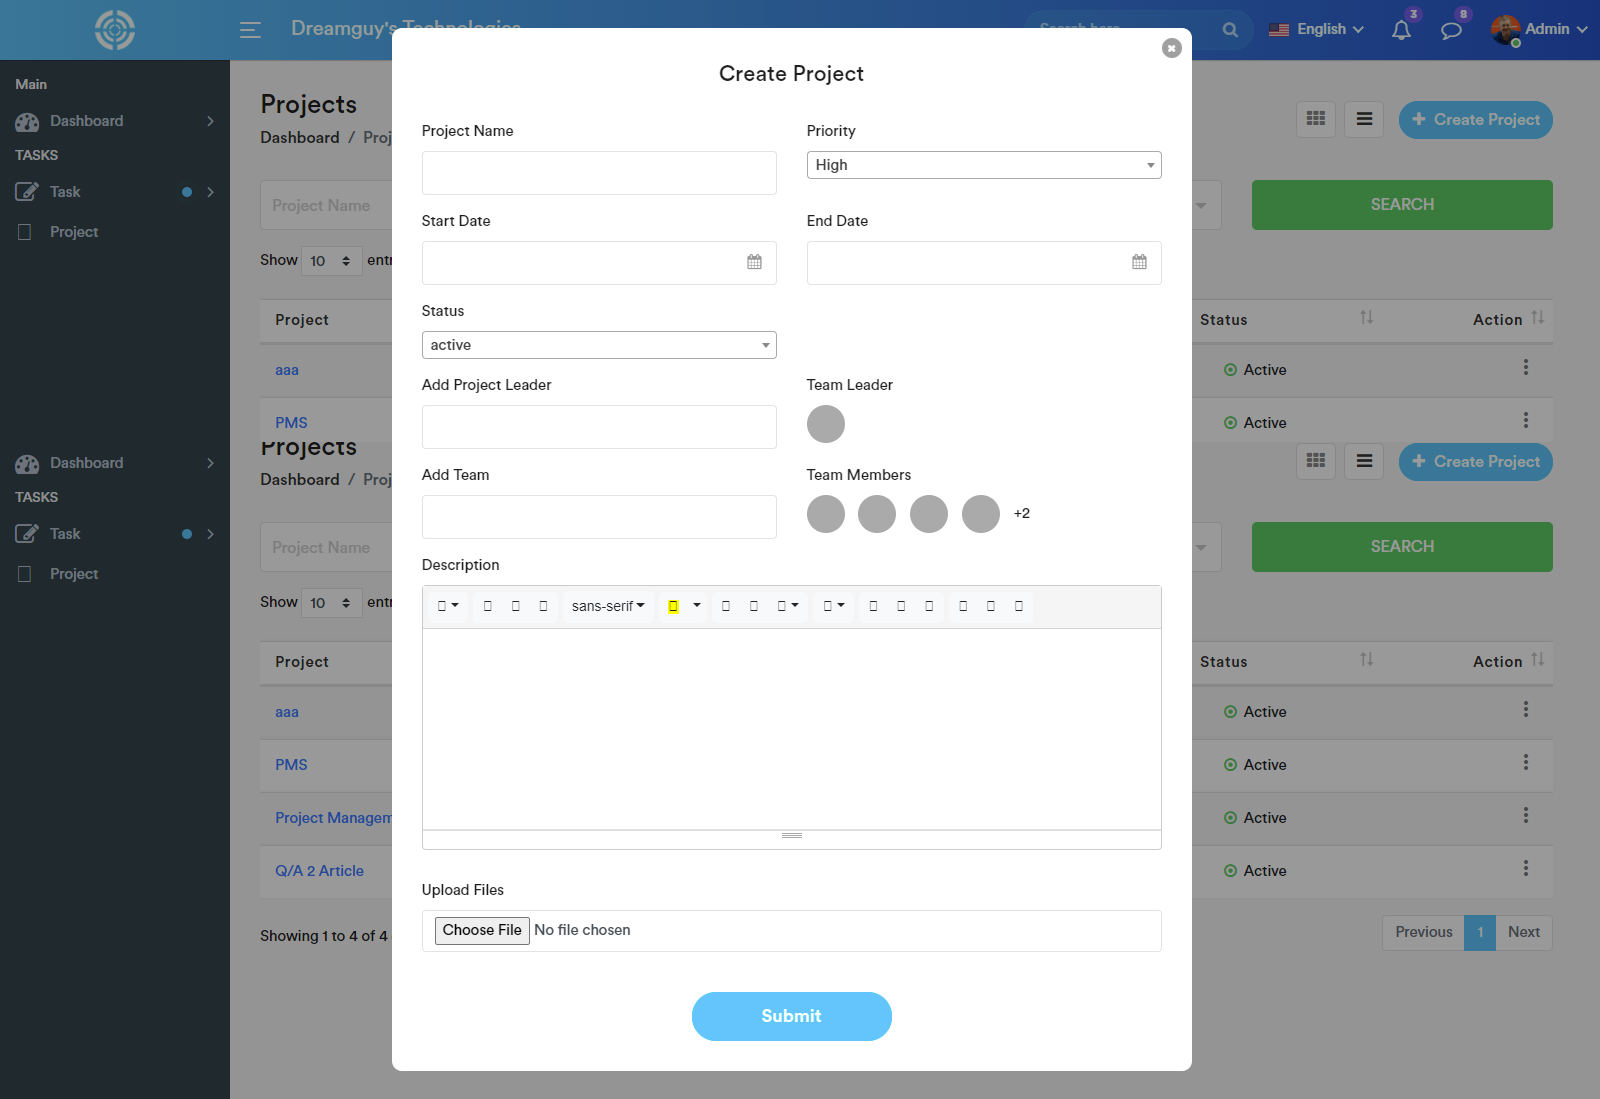 Dreamguy's Technologies
Search here
English
3
8
Admin
Main
Dashboard
TASKS
Task
Project
Projects
Dashboard / Proj
Create Project
Project Name
SEARCH
Show 10 entr
Project
Status
Action
aaa
Active
PMS
Active
Projects
Dashboard
Dashboard / Proj
Create Project
TASKS
Task
Project
Project Name
SEARCH
Show 10 entr
Project
Status
Action
aaa
Active
PMS
Active
Project Managem
Active
Q/A 2 Article
Active
Showing 1 to 4 of 4
Previous
1
Next
Create Project
Project Name
Priority
High
Start Date
End Date
Status
active
Add Project Leader
Team Leader
Add Team
Team Members
+2
Description
sans-serif
Upload Files
Choose File No file chosen
Submit